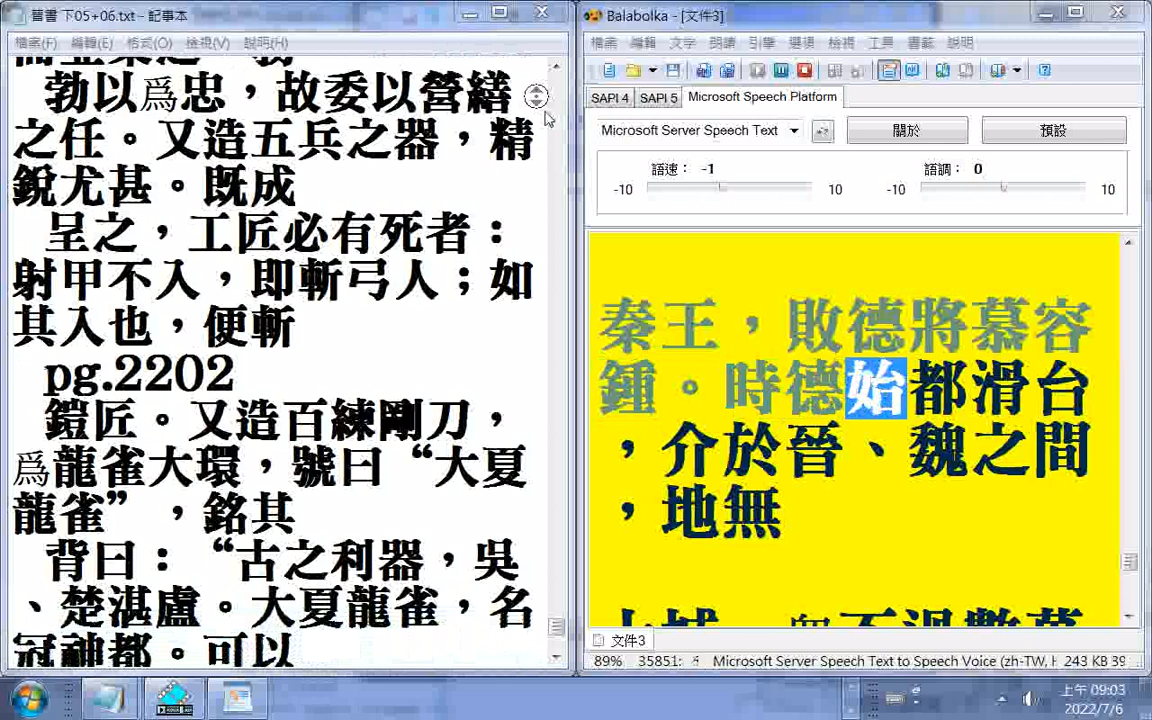 晉書 下05+06.txt - 記事本
檔案(F) 編輯(E) 格式(O) 檢視(V) 說明(H)
勃以爲忠，故委以營繕
之任。又造五兵之器，精
銳尤甚。既成
呈之，工匠必有死者：
射甲不入，即斬弓人；如
其入也，便斬
pg.2202
鎧匠。又造百練剛刀，
爲龍雀大環，號曰“大夏
龍雀”，銘其
背曰：“古之利器，吳
、楚湛盧。大夏龍雀，名
冠神都。可以
Balabolka - [文件3]
檔案 編輯 文字 朗讀 引擎 選項 檢視 工具 書籤 說明
SAPI 4 SAPI 5 Microsoft Speech Platform
Microsoft Server Speech Text 關於 預設
語速： -1 語調： 0
-10 10 -10 10
秦王，敗德將慕容
鍾。時德始都滑台
，介於晉、魏之間
，地無
文件3
89% 35851: Microsoft Server Speech Text to Speech Voice (zh-TW, H 243 KB 39
上午 09:03
2022/7/6